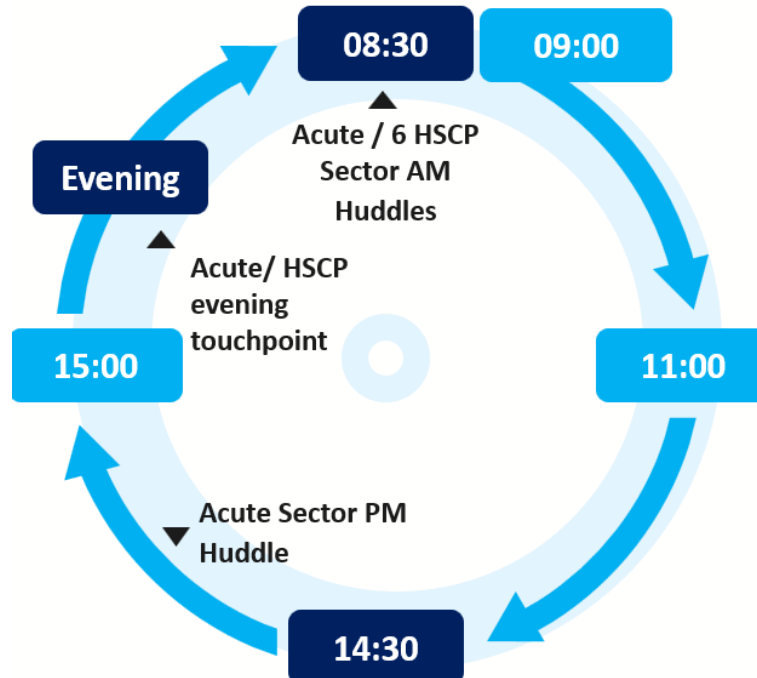 08:30
09:00
Acute / 6 HSCP
Sector AM
Huddles
Evening
Acute/ HSCP
evening
touchpoint
15:00
11:00
Acute Sector PM
Huddle
14:30